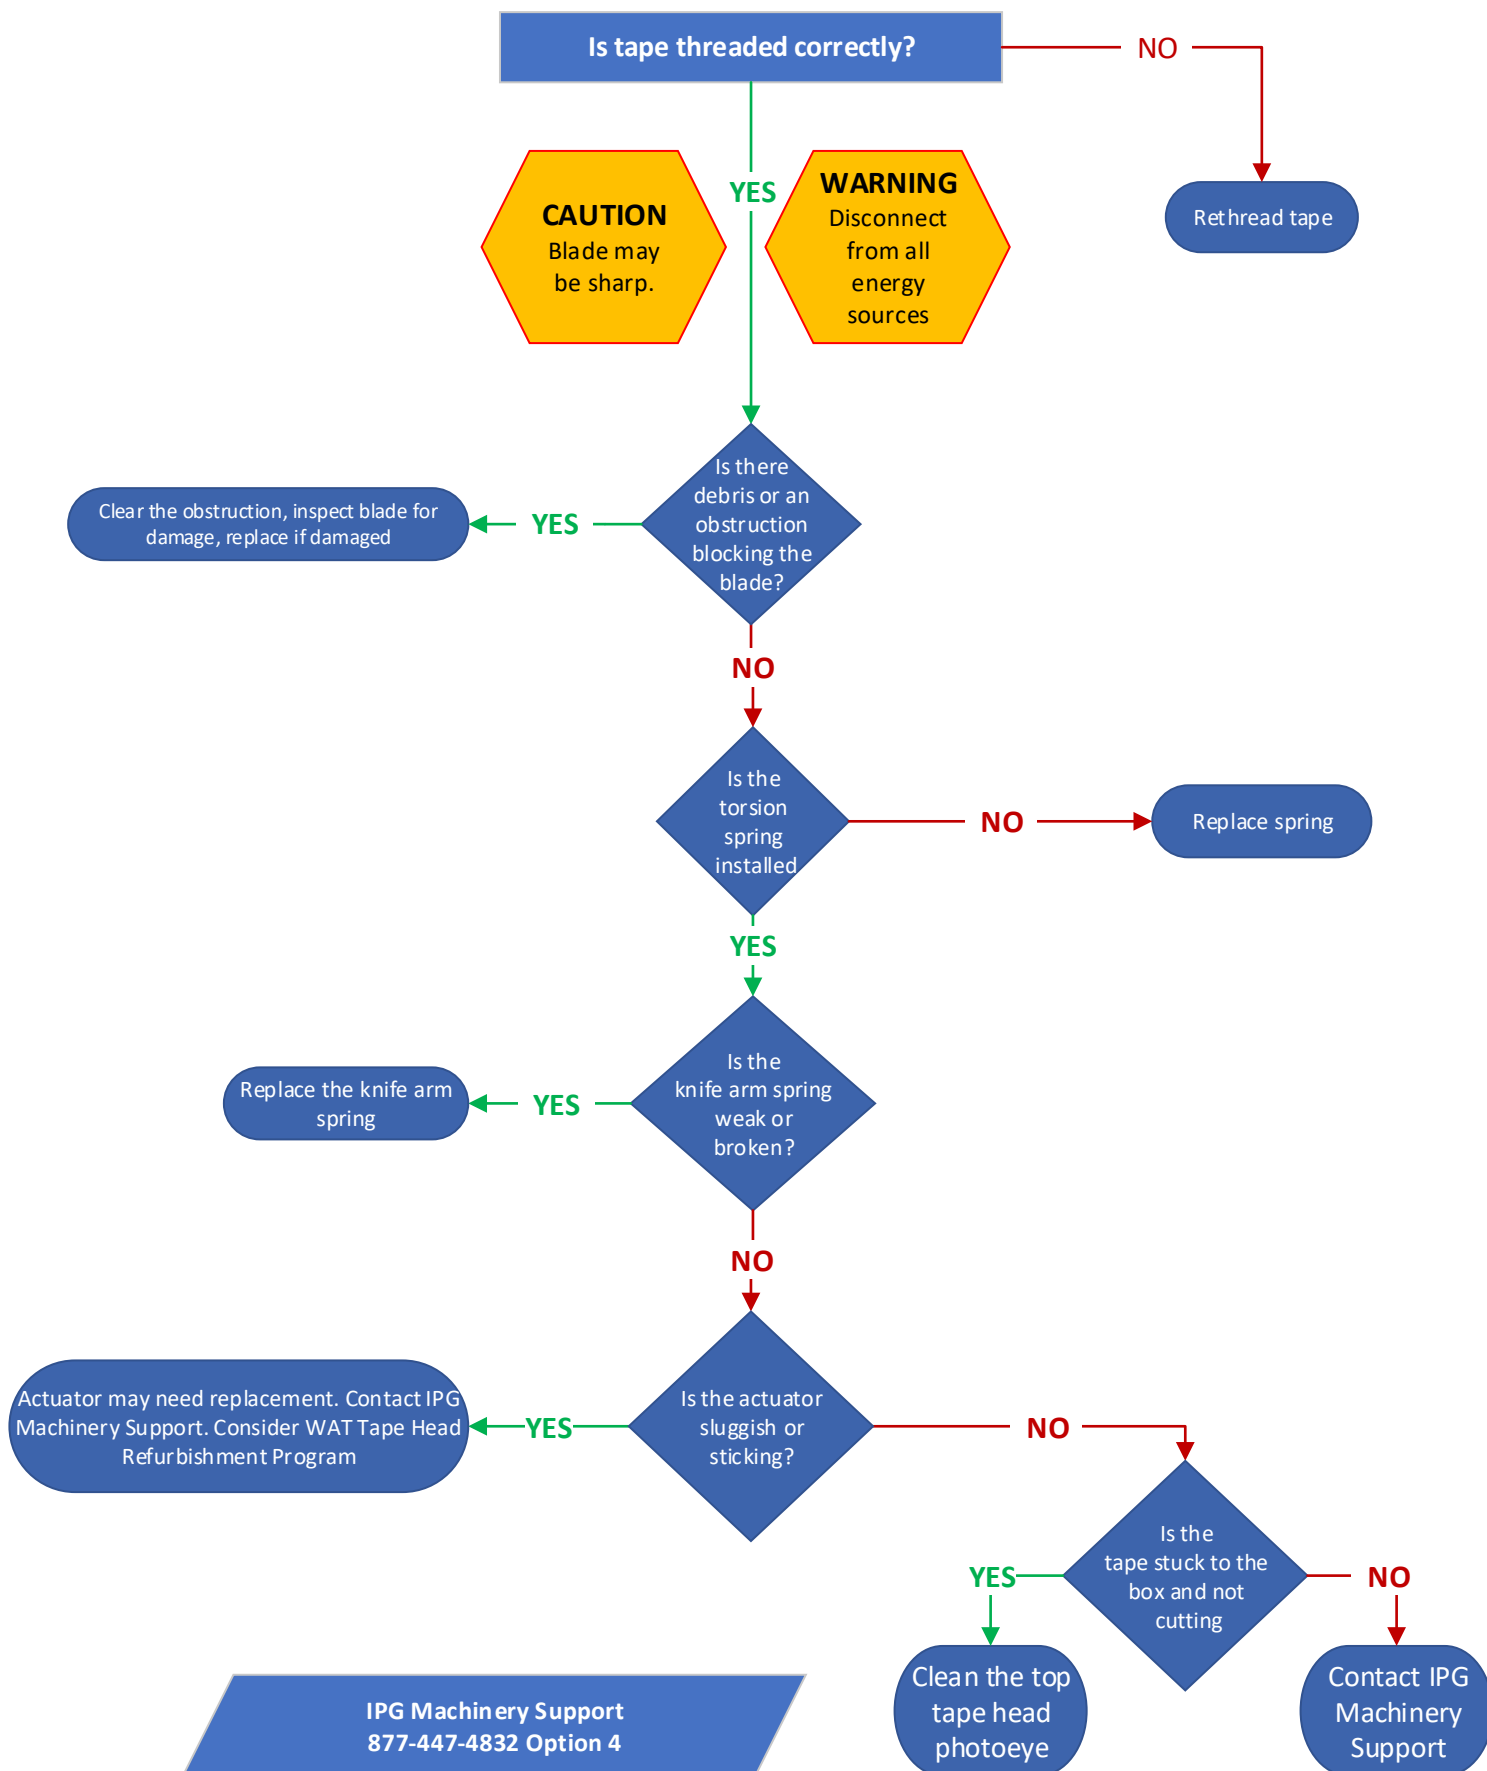 Is tape threaded correctly?
NO
YES
CAUTION
Blade may
be sharp.
WARNING
Disconnect
from all
energy
sources
Rethread tape
Is there
debris or an
obstruction
blocking the
blade?
YES
Clear the obstruction, inspect blade for
damage, replace if damaged
NO
Is the
torsion
spring
installed
NO
Replace spring
YES
Is the
knife arm spring
weak or
broken?
YES
Replace the knife arm
spring
NO
Is the actuator
sluggish or
sticking?
YES
Actuator may need replacement. Contact IPG
Machinery Support. Consider WAT Tape Head
Refurbishment Program
NO
Is the
tape stuck to the
box and not
cutting
YES
NO
Clean the top
tape head
photoeye
Contact IPG
Machinery
Support
IPG Machinery Support
877-447-4832 Option 4